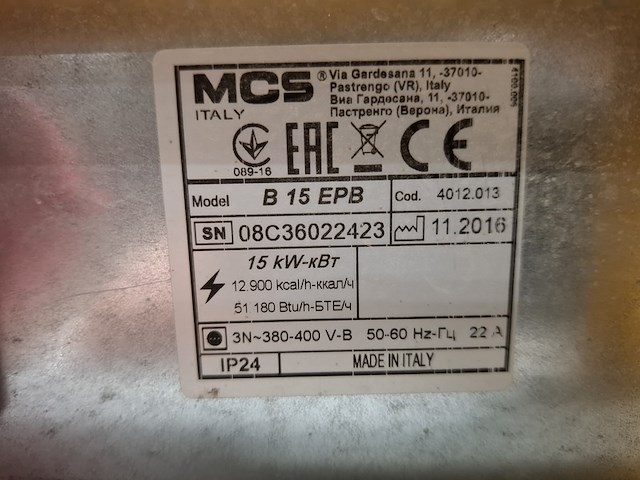 MCS ® Via Gardesana 11, -37010-
Pastrengo (VR), Italy
ITALY Виа Гардесана, 11, -37010-
Пастренго (Верона), Италия
4100.006
089-16 EAC CE
Model B 15 EPB Cod. 4012.013
SN 08C36022423 11.2016
15 kW-кВт
12.900 kcal/h-ккал/ч
51 180 Btu/h-БТЕ/ч
3N~380-400 V-В 50-60 Hz-Гц 22 A
IP24 MADE IN ITALY